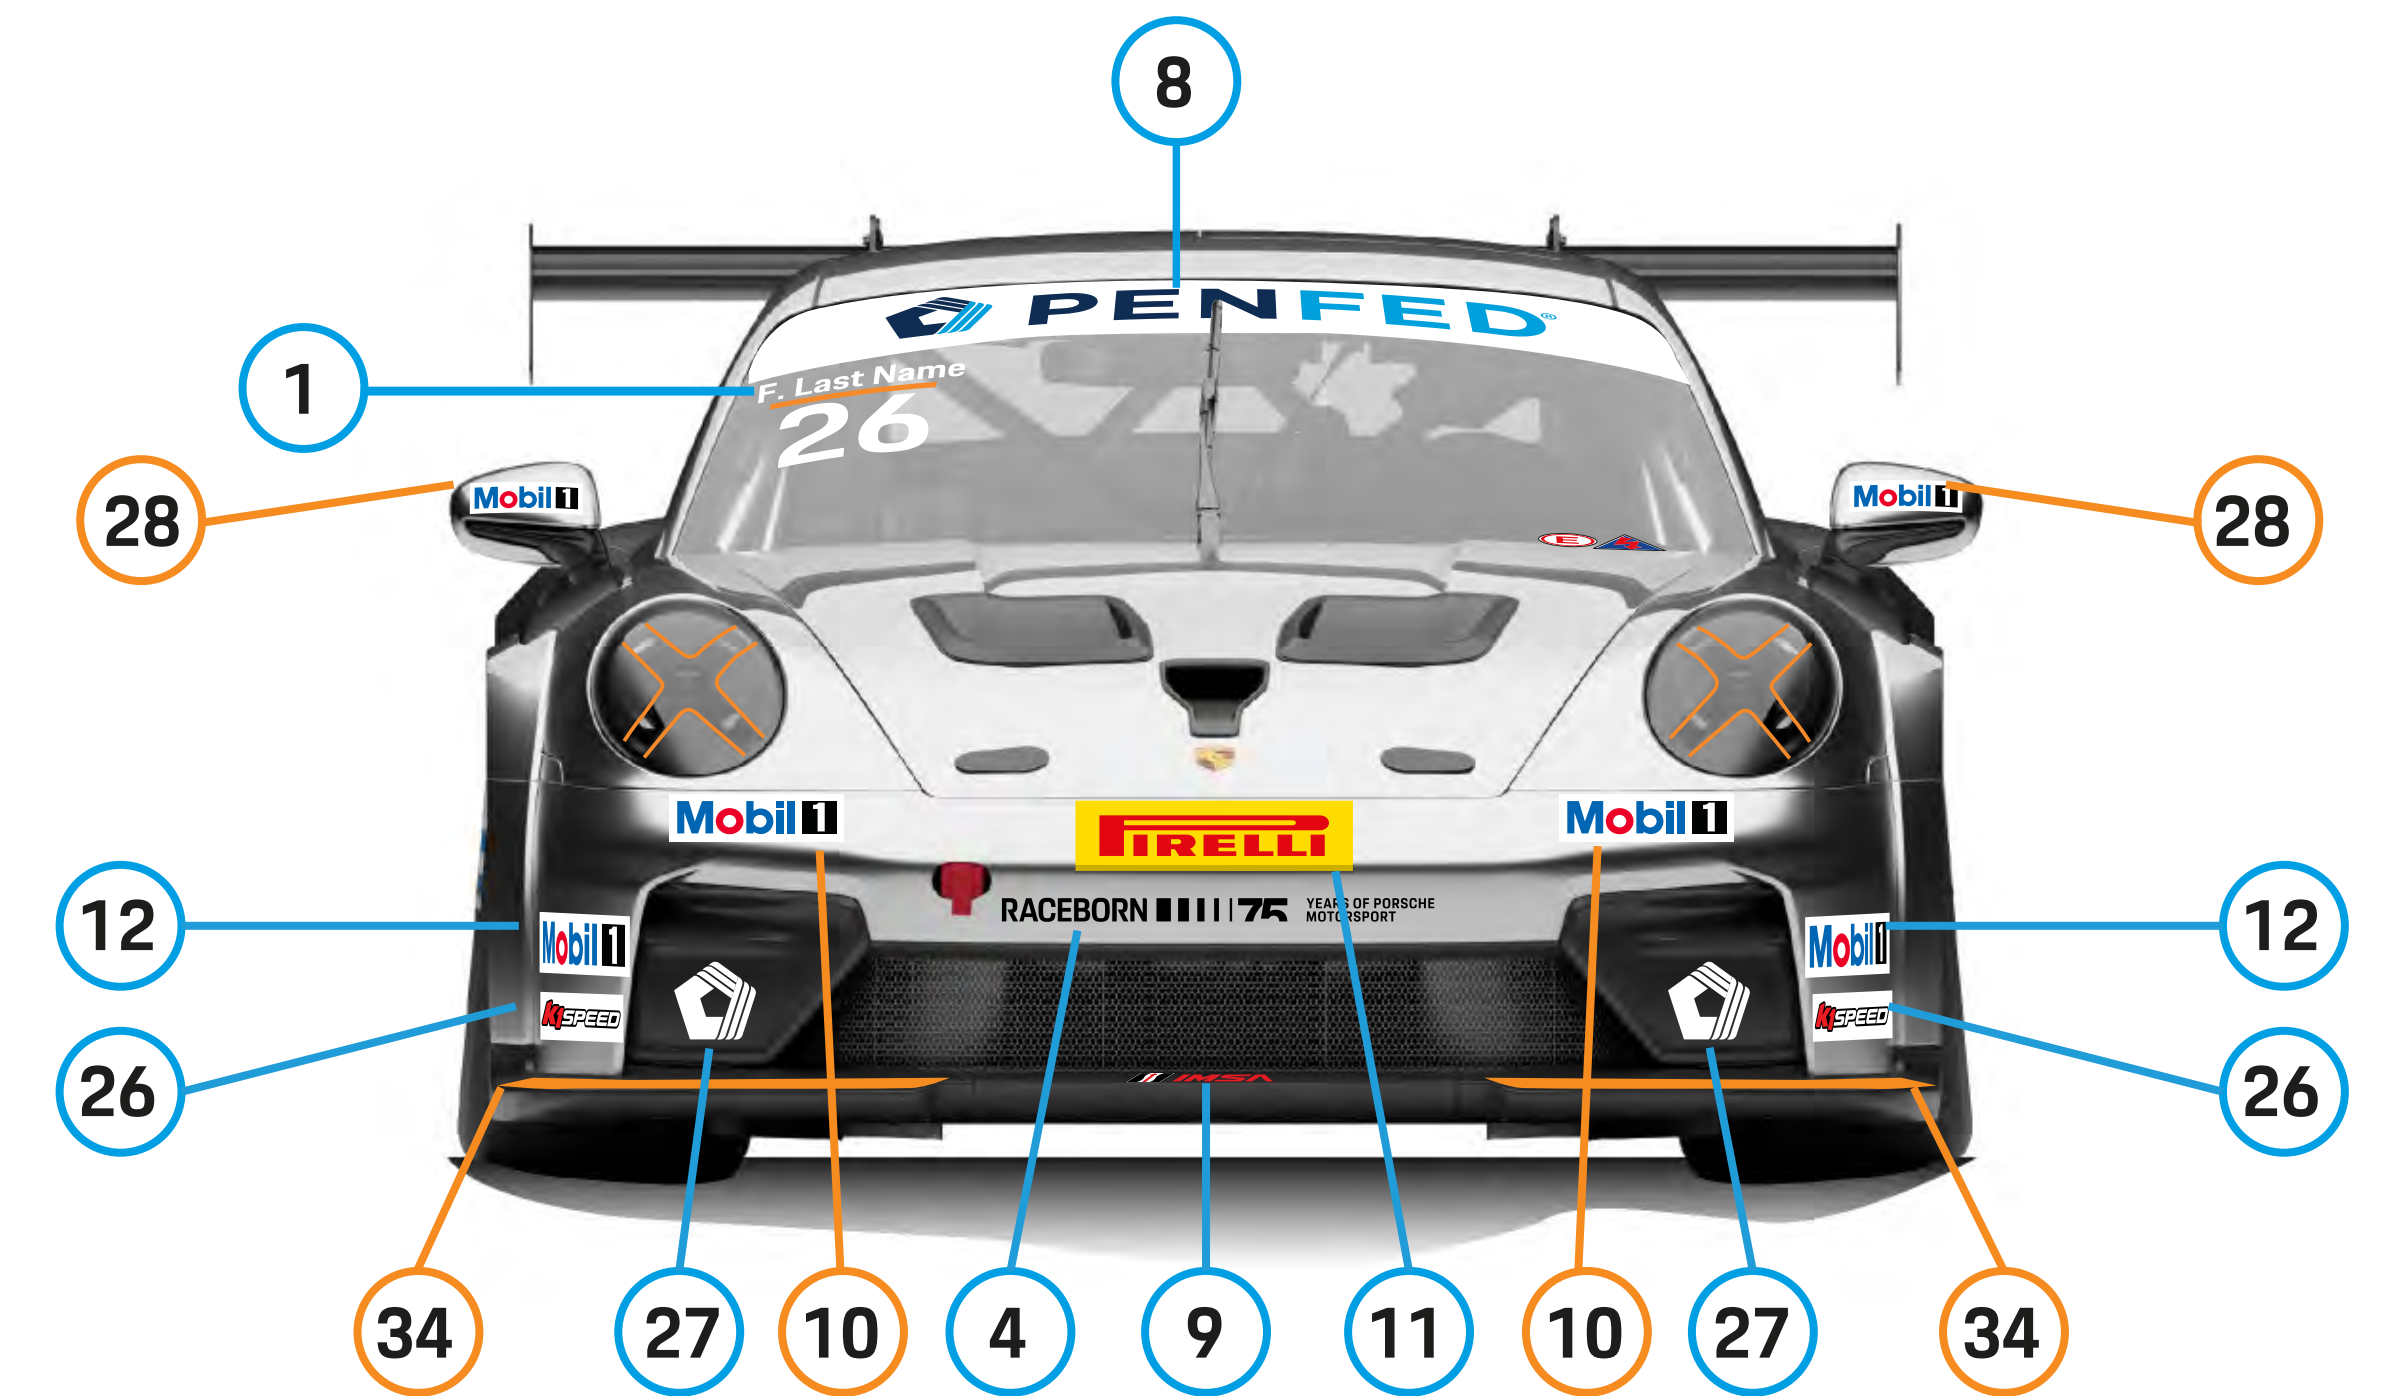 8
PENFED®
1
F. Last Name
26
28
Mobil 1
Mobil 1
28
E
Mobil 1
PIRELLI
Mobil 1
RACEBORN 75 YEARS OF PORSCHE
MOTORSPORT
12
Mobil 1
Mobil 1
12
26
K1SPEED
K1SPEED
26
IMSA
34
27
10
4
9
11
10
27
34